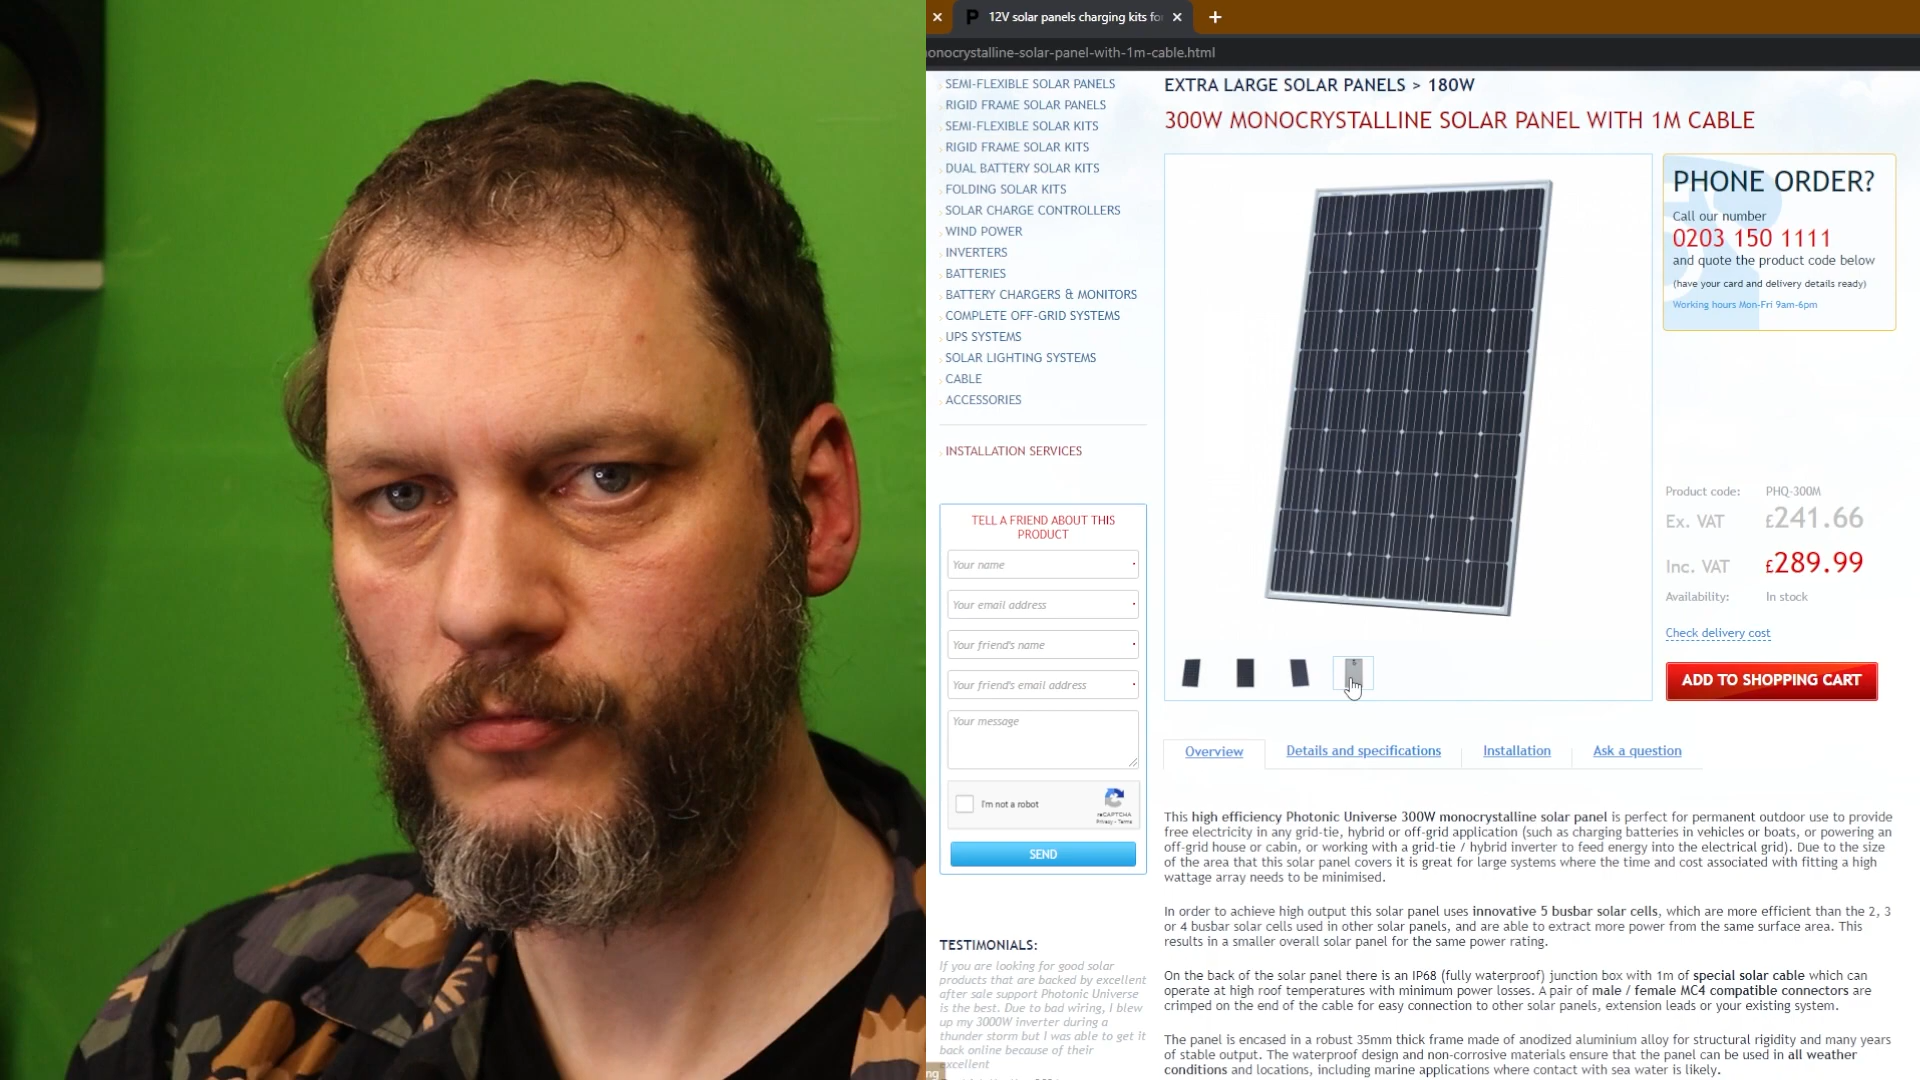 12V solar panels charging kits fo
onocrystalline-solar-panel-with-1m-cable.html
SEMI-FLEXIBLE SOLAR PANELS
RIGID FRAME SOLAR PANELS
SEMI-FLEXIBLE SOLAR KITS
RIGID FRAME SOLAR KITS
DUAL BATTERY SOLAR KITS
FOLDING SOLAR KITS
SOLAR CHARGE CONTROLLERS
WIND POWER
INVERTERS
BATTERIES
BATTERY CHARGERS & MONITORS
COMPLETE OFF-GRID SYSTEMS
UPS SYSTEMS
SOLAR LIGHTING SYSTEMS
CABLE
ACCESSORIES
INSTALLATION SERVICES
TELL A FRIEND ABOUT THIS
PRODUCT
Your name
Your email address
Your friend's name
Your friend's email address
Your message
I'm not a robot
reCAPTCHA
Privacy - Terms
SEND
TESTIMONIALS:
If you are looking for good solar
products that are backed by excellent
after sale support Photonic Universe
is the best. Due to bad wiring, I blew
up my 3000W inverter during a
thunder storm but I was able to get it
back online because of their
excellent
EXTRA LARGE SOLAR PANELS > 180W
300W MONOCRYSTALLINE SOLAR PANEL WITH 1M CABLE
PHONE ORDER?
Call our number
0203 150 1111
and quote the product code below
(have your card and delivery details ready)
Working hours Mon-Fri 9am-6pm
Product code: PHQ-300M
Ex. VAT £241.66
Inc. VAT £289.99
Availability: In stock
Check delivery cost
ADD TO SHOPPING CART
Overview Details and specifications Installation Ask a question
This high efficiency Photonic Universe 300W monocrystalline solar panel is perfect for permanent outdoor use to provide
free electricity in any grid-tie, hybrid or off-grid application (such as charging batteries in vehicles or boats, or powering an
off-grid house or cabin, or working with a grid-tie / hybrid inverter to feed energy into the electrical grid). Due to the size
of the area that this solar panel covers it is great for large systems where the time and cost associated with fitting a high
wattage array needs to be minimised.
In order to achieve high output this solar panel uses innovative 5 busbar solar cells, which are more efficient than the 2, 3
or 4 busbar solar cells used in other solar panels, and are able to extract more power from the same surface area. This
results in a smaller overall solar panel for the same power rating.
On the back of the solar panel there is an IP68 (fully waterproof) junction box with 1m of special solar cable which can
operate at high roof temperatures with minimum power losses. A pair of male / female MC4 compatible connectors are
crimped on the end of the cable for easy connection to other solar panels, extension leads or your existing system.
The panel is encased in a robust 35mm thick frame made of anodized aluminium alloy for structural rigidity and many years
of stable output. The waterproof design and non-corrosive materials ensure that the panel can be used in all weather
conditions and locations, including marine applications where contact with sea water is likely.